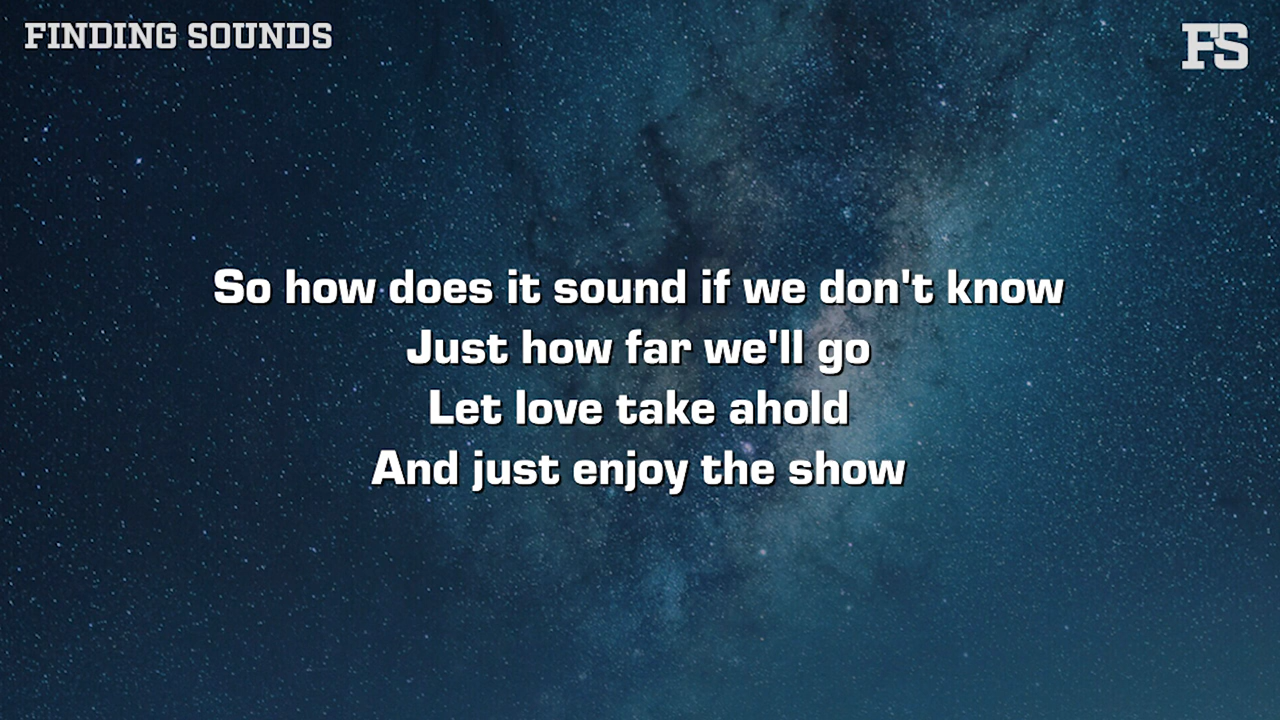 FINDING SOUNDS
FS
So how does it sound if we don't know
Just how far we'll go
Let love take ahold
And just enjoy the show